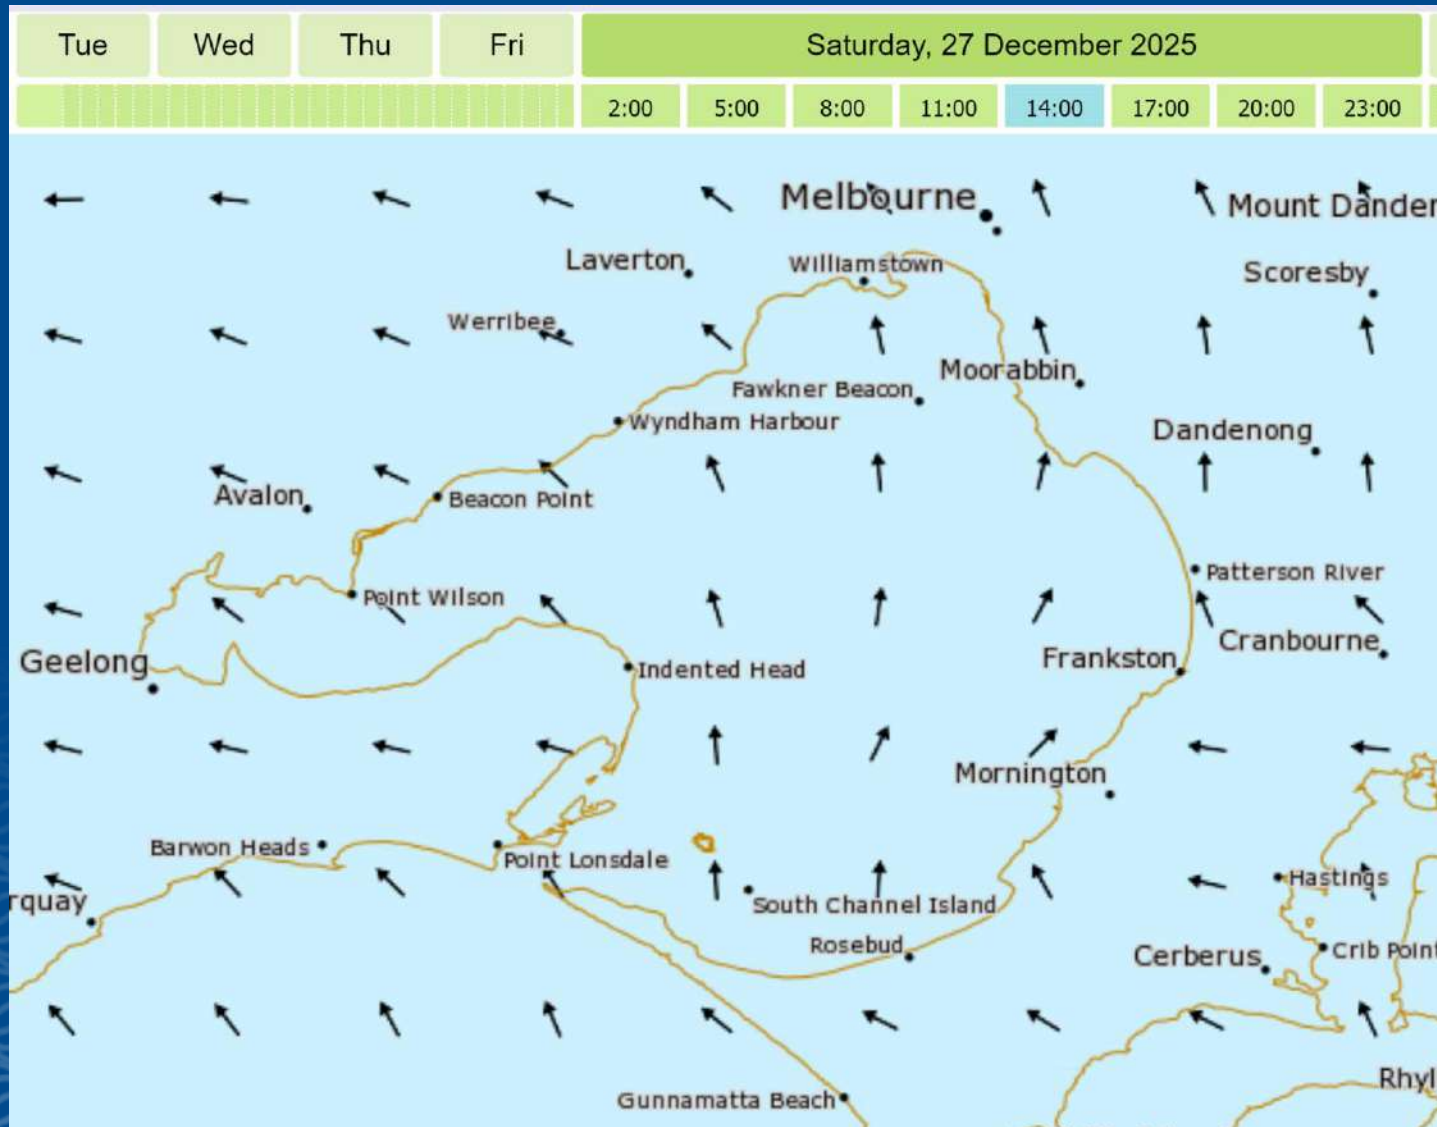 Tue Wed Thu Fri Saturday, 27 December 2025
2:00 5:00 8:00 11:00 14:00 17:00 20:00 23:00
Melbourne
Mount Dander
Laverton
Williamstown
Scoresby
Werribee
Moorabbin
Fawkner Beacon
Wyndham Harbour
Dandenong
Avalon
Beacon Point
Patterson River
Point Wilson
Cranbourne
Geelong
Indented Head
Frankston
Mornington
Barwon Heads
Point Lonsdale
Hastings
rquay
South Channel Island
Rosebud
Cerberus
Crib Point
Rhyl
Gunnamatta Beach